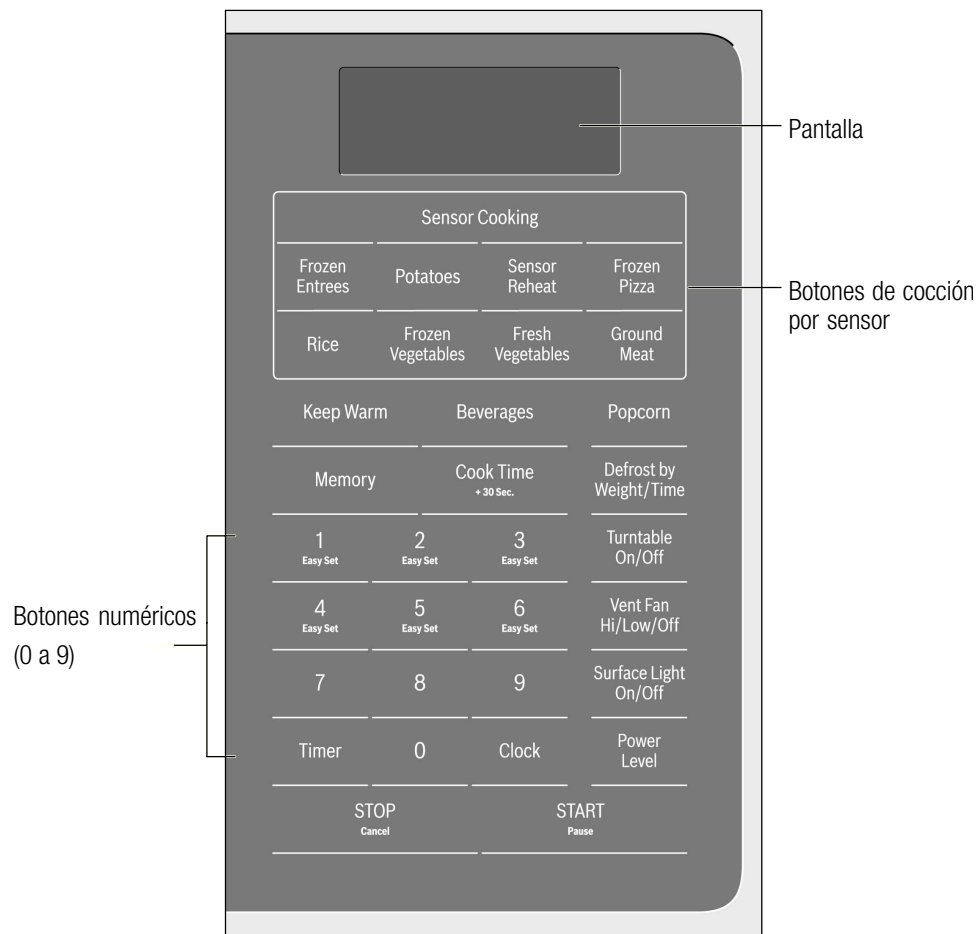 Pantalla
Sensor Cooking
Frozen
Entrees
Potatoes
Sensor
Reheat
Frozen
Pizza
Botones de cocción
por sensor
Rice
Frozen
Vegetables
Fresh
Vegetables
Ground
Meat
Keep Warm
Beverages
Popcorn
Memory
Cook Time
+ 30 Sec.
Defrost by
Weight/Time
1
Easy Set
2
Easy Set
3
Easy Set
Turntable
On/Off
Botones numéricos
(0 a 9)
4
Easy Set
5
Easy Set
6
Easy Set
Vent Fan
Hi/Low/Off
7
8
9
Surface Light
On/Off
Timer
0
Clock
Power
Level
STOP
Cancel
START
Pause